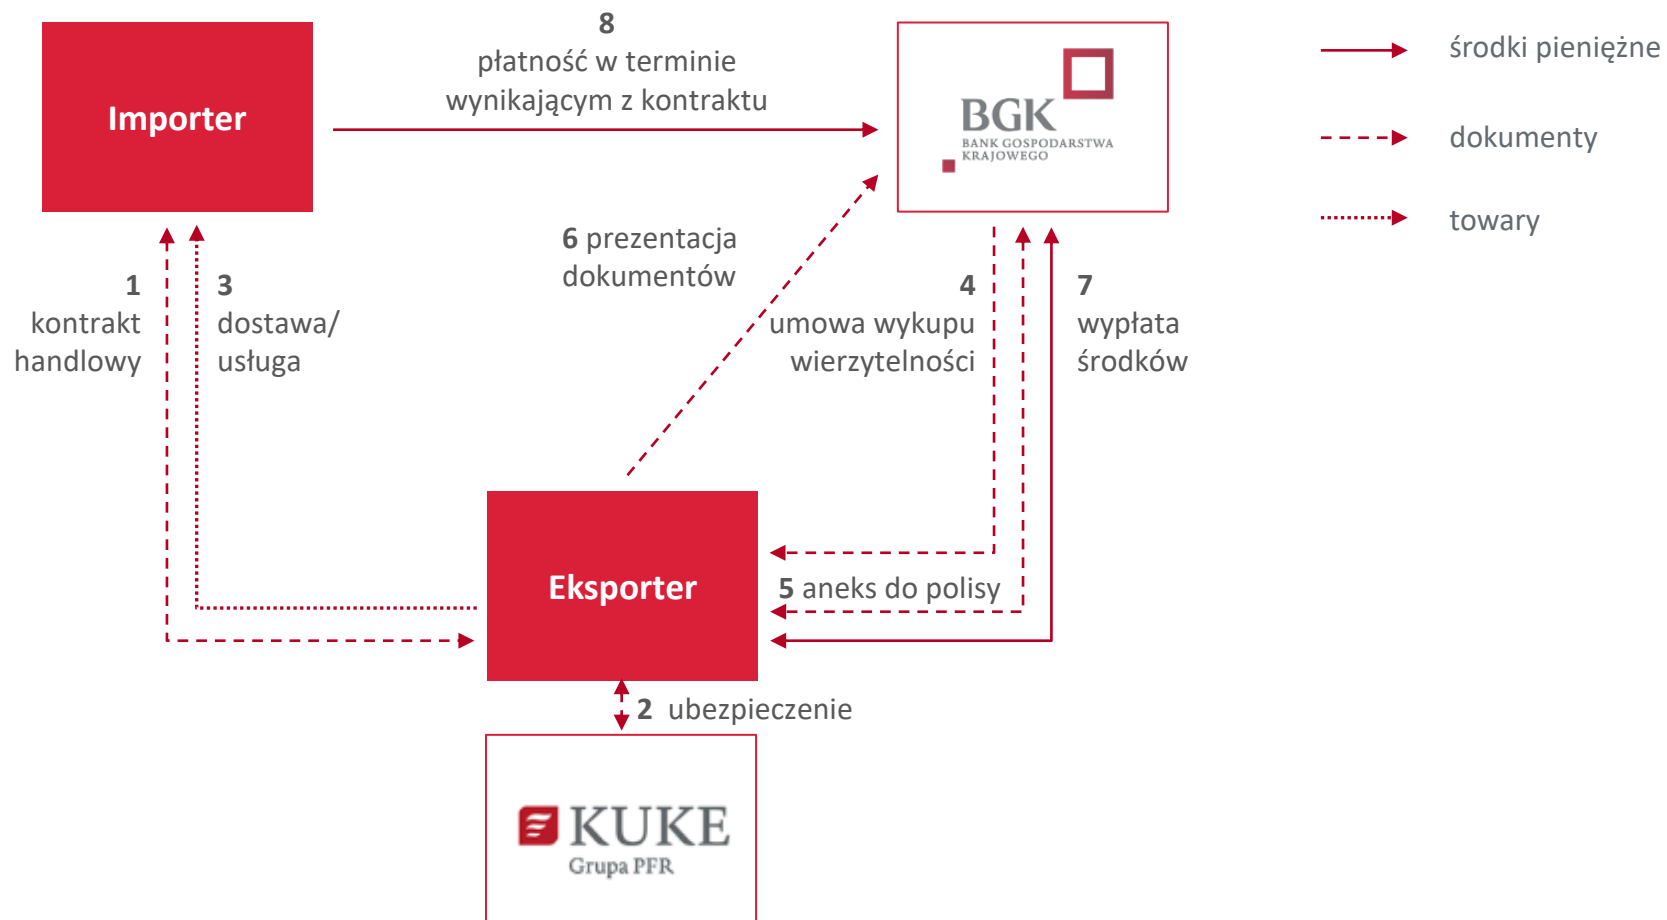 8
płatność w terminie
wynikającym z kontraktu
Importer
BGK
BANK GOSPODARSTWA
KRAJOWEGO
środki pieniężne
dokumenty
towary
6 prezentacja
dokumentów
1
kontrakt
handlowy
3
dostawa/
usługa
4
umowa wykupu
wierzytelności
7
wypłata
środków
Eksporter
5 aneks do polisy
2 ubezpieczenie
KUKE
Grupa PFR